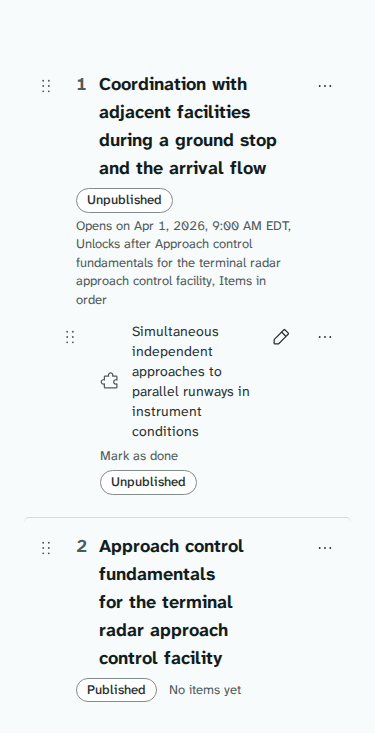 1 Coordination with
adjacent facilities
during a ground stop
and the arrival flow
Unpublished
Opens on Apr 1, 2026, 9:00 AM EDT,
Unlocks after Approach control
fundamentals for the terminal radar
approach control facility, Items in
order
Simultaneous
independent
approaches to
parallel runways in
instrument
conditions
Mark as done
Unpublished
2 Approach control
fundamentals
for the terminal
radar approach
control facility
Published No items yet